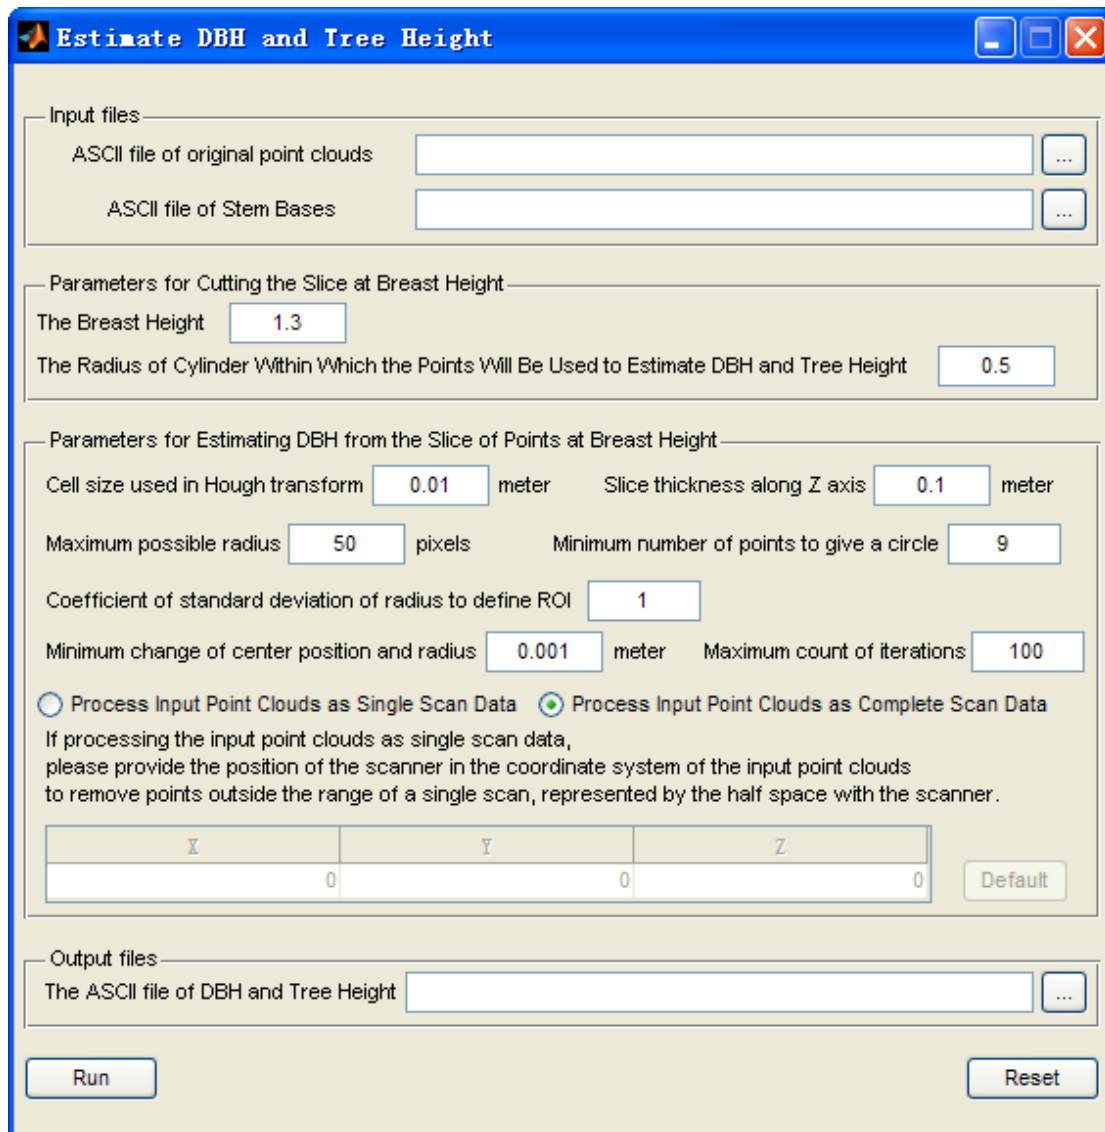 Estimate DBH and Tree Height
Input files
ASCII file of original point clouds ...
ASCII file of Stem Bases ...
Parameters for Cutting the Slice at Breast Height
The Breast Height 1.3
The Radius of Cylinder Within Which the Points Will Be Used to Estimate DBH and Tree Height 0.5
Parameters for Estimating DBH from the Slice of Points at Breast Height
Cell size used in Hough transform 0.01 meter Slice thickness along Z axis 0.1 meter
Maximum possible radius 50 pixels Minimum number of points to give a circle 9
Coefficient of standard deviation of radius to define ROI 1
Minimum change of center position and radius 0.001 meter Maximum count of iterations 100
Process Input Point Clouds as Single Scan Data Process Input Point Clouds as Complete Scan Data
If processing the input point clouds as single scan data,
please provide the position of the scanner in the coordinate system of the input point clouds
to remove points outside the range of a single scan, represented by the half space with the scanner.
X Y Z
0 0 0 Default
Output files
The ASCII file of DBH and Tree Height ...
Run Reset